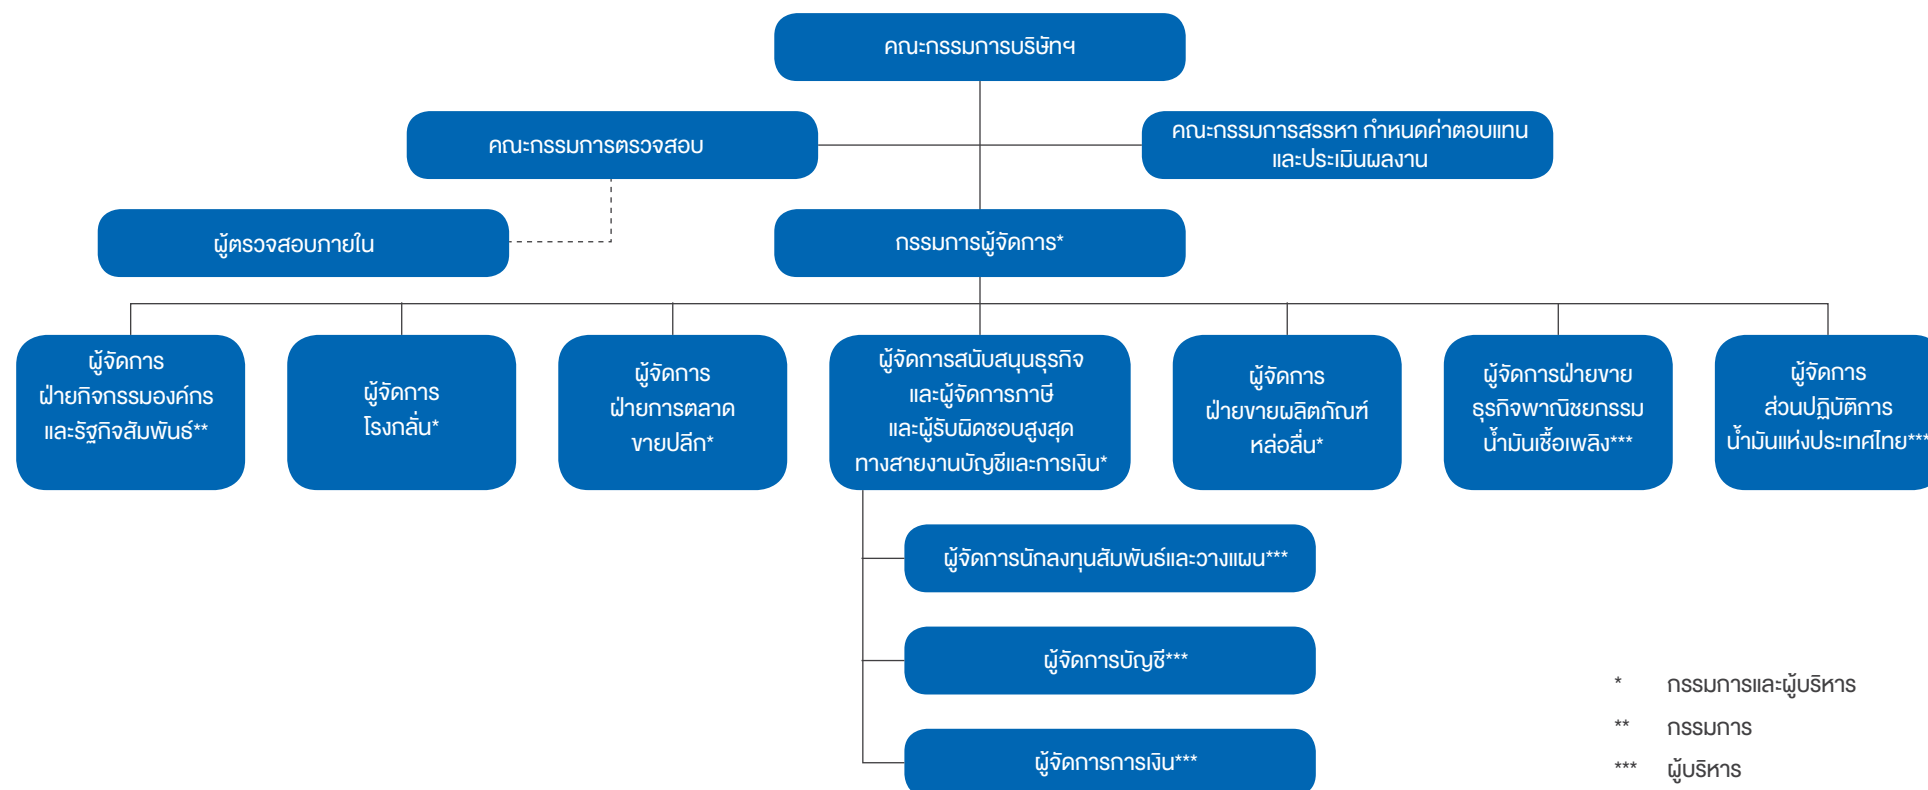 คณะกรรมการบริษัทฯ
คณะกรรมการตรวจสอบ
คณะกรรมการสรรหา กำหนดค่าตอบแทน
และประเมินผลงาน
ผู้ตรวจสอบภายใน
กรรมการผู้จัดการ*
ผู้จัดการ
ฝ่ายกิจกรรมองค์กร
และรัฐกิจสัมพันธ์**
ผู้จัดการ
โรงกลั่น*
ผู้จัดการ
ฝ่ายการตลาด
ขายปลีก*
ผู้จัดการสนับสนุนธุรกิจ
และผู้จัดการภาษี
และผู้รับผิดชอบสูงสุด
ทางสายงานบัญชีและการเงิน*
ผู้จัดการ
ฝ่ายขายผลิตภัณฑ์
หล่อลื่น*
ผู้จัดการฝ่ายขาย
ธุรกิจพาณิชยกรรม
น้ำมันเชื้อเพลิง***
ผู้จัดการ
ส่วนปฏิบัติการ
น้ำมันแห่งประเทศไทย***
ผู้จัดการนักลงทุนสัมพันธ์และวางแผน***
ผู้จัดการบัญชี***
ผู้จัดการการเงิน***
* กรรมการและผู้บริหาร
** กรรมการ
*** ผู้บริหาร